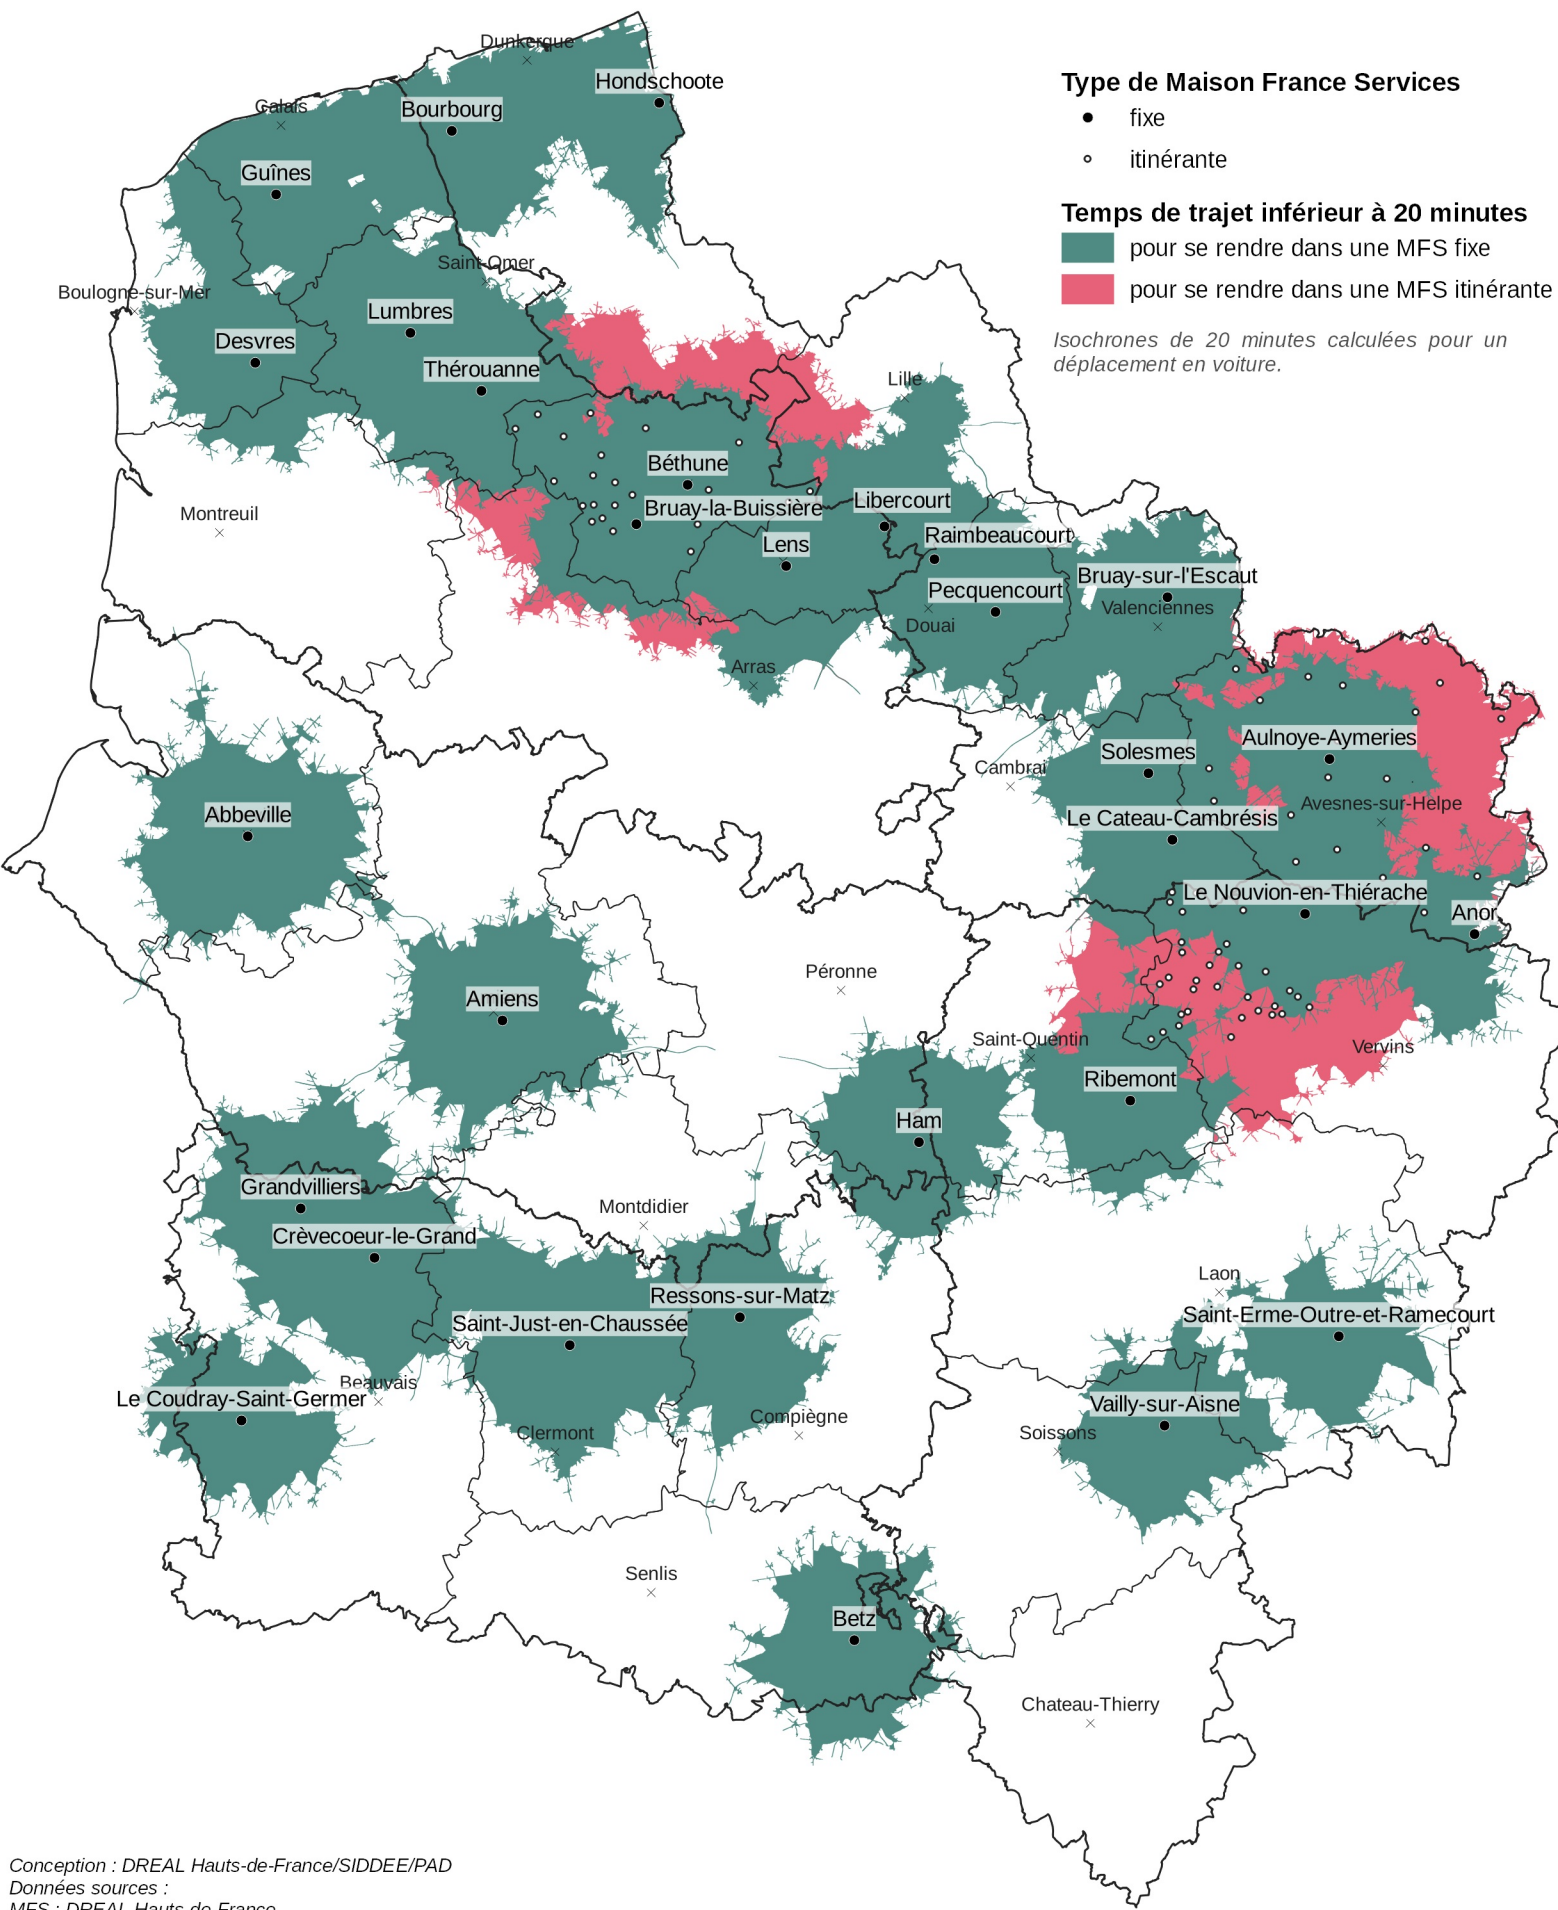 Dunkerque
Hondschoote
Type de Maison France Services
Calais
Bourbourg
fixe
itinérante
Guînes
Temps de trajet inférieur à 20 minutes
pour se rendre dans une MFS fixe
Saint-Omer
Boulogne-sur-Mer
pour se rendre dans une MFS itinérante
Lumbres
Desvres
Isochrones de 20 minutes calculées pour un
déplacement en voiture.
Thérouanne
Lille
Béthune
Libercourt
Montreuil
Bruay-la-Buissière
Raimbeaucourt
Lens
Bruay-sur-l'Escaut
Pecquencourt
Valenciennes
Douai
Arras
Aulnoye-Aymeries
Solesmes
Cambrai
Avesnes-sur-Helpe
Abbeville
Le Cateau-Cambrésis
Le Nouvion-en-Thiérache
Anor
Péronne
Amiens
Saint-Quentin
Vervins
Ribemont
Ham
Grandvilliers
Montdidier
Crèvecoeur-le-Grand
Laon
Ressons-sur-Matz
Saint-Erme-Outre-et-Ramecourt
Saint-Just-en-Chaussée
Beauvais
Le Coudray-Saint-Germer
Vailly-sur-Aisne
Compiègne
Clermont
Soissons
Senlis
Betz
Chateau-Thierry
Conception : DREAL Hauts-de-France/SIDDEE/PAD
Données sources :
MFS : DREAL Hauts-de-France